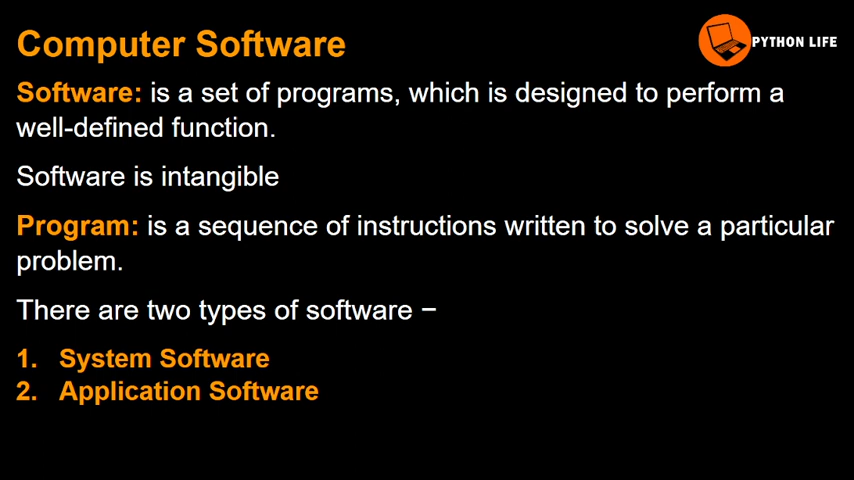 Computer Software
PYTHON LIFE
Software: is a set of programs, which is designed to perform a
well-defined function.
Software is intangible
Program: is a sequence of instructions written to solve a particular
problem.
There are two types of software −
1. System Software
2. Application Software